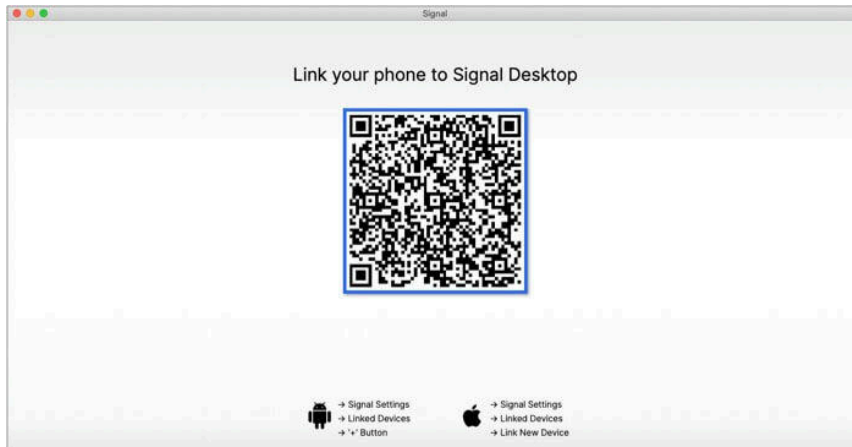 Signal
Link your phone to Signal Desktop
→ Signal Settings
→ Linked Devices
→ '+' Button
→ Signal Settings
→ Linked Devices
→ Link New Device